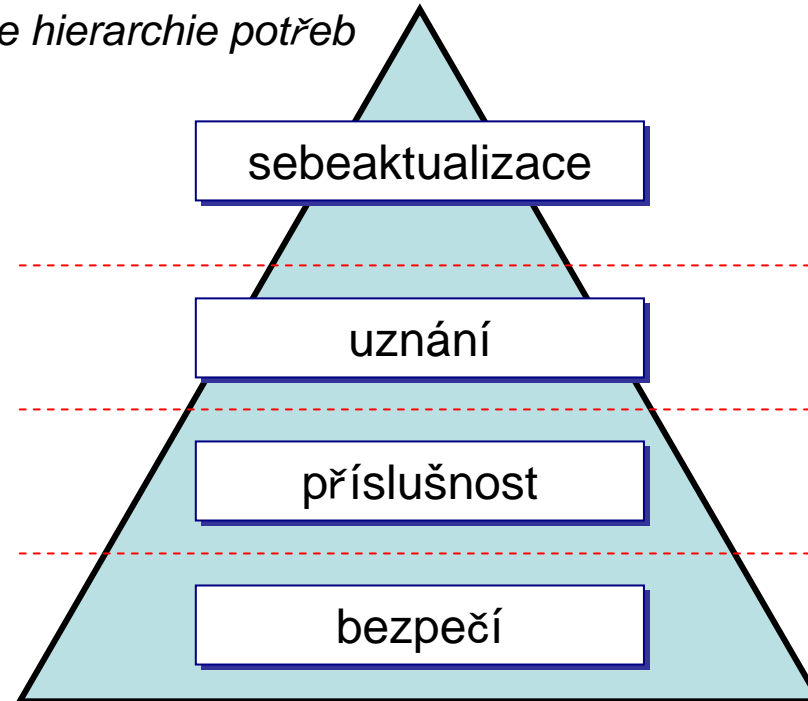 e hierarchie potřeb
sebeaktualizace
uznání
příslušnost
bezpečí